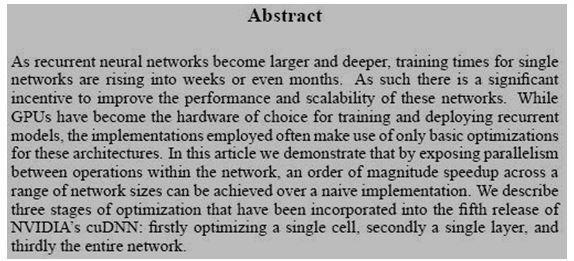 Abstract
As recurrent neural networks become larger and deeper, training times for single
networks are rising into weeks or even months. As such there is a significant
incentive to improve the performance and scalability of these networks. While
GPUs have become the hardware of choice for training and deploying recurrent
models, the implementations employed often make use of only basic optimizations
for these architectures. In this article we demonstrate that by exposing parallelism
between operations within the network, an order of magnitude speedup across a
range of network sizes can be achieved over a naive implementation. We describe
three stages of optimization that have been incorporated into the fifth release of
NVIDIA's cuDNN: firstly optimizing a single cell, secondly a single layer, and
thirdly the entire network.